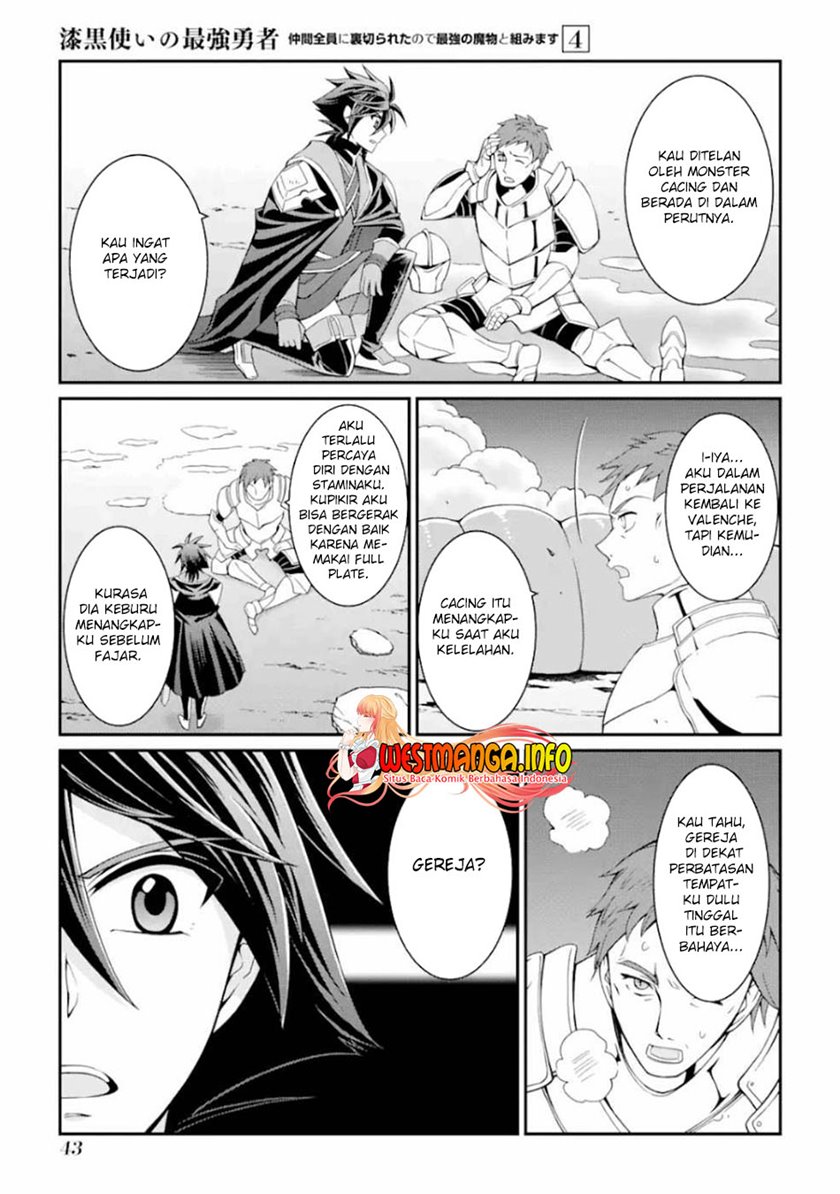 漆黒使いの最強勇者 仲間全員に裏切られたので最強の魔物と組みます 4
KAU DITELAN
OLEH MONSTER
CACING DAN
BERADA DI DALAM
PERUTNYA.
KAU INGAT
APA YANG
TERJADI?
I-IYA...
AKU DALAM
PERJALANAN
KEMBALI KE
VALENCHE,
TAPI KEMU-
DIAN...
CACING ITU
MENANGKAP-
KU SAAT AKU
KELELAHAN.
AKU
TERLALU
PERCAYA
DIRI DENGAN
STAMINAKU.
KUPIKIR AKU
BISA BERGERAK
DENGAN BAIK
KARENA ME-
MAKAI FULL
PLATE.
KURASA
DIA KEBURU
MENANGKAP-
KU SEBELUM
FAJAR.
WESTMANGA.INFO
Situs Baca Komik Berbahasa Indonesia
KAU TAHU,
GEREJA
DI DEKAT
PERBATASAN
TEMPAT-
KU DULU
TINGGAL
ITU BER-
BAHAYA...
GEREJA?
43